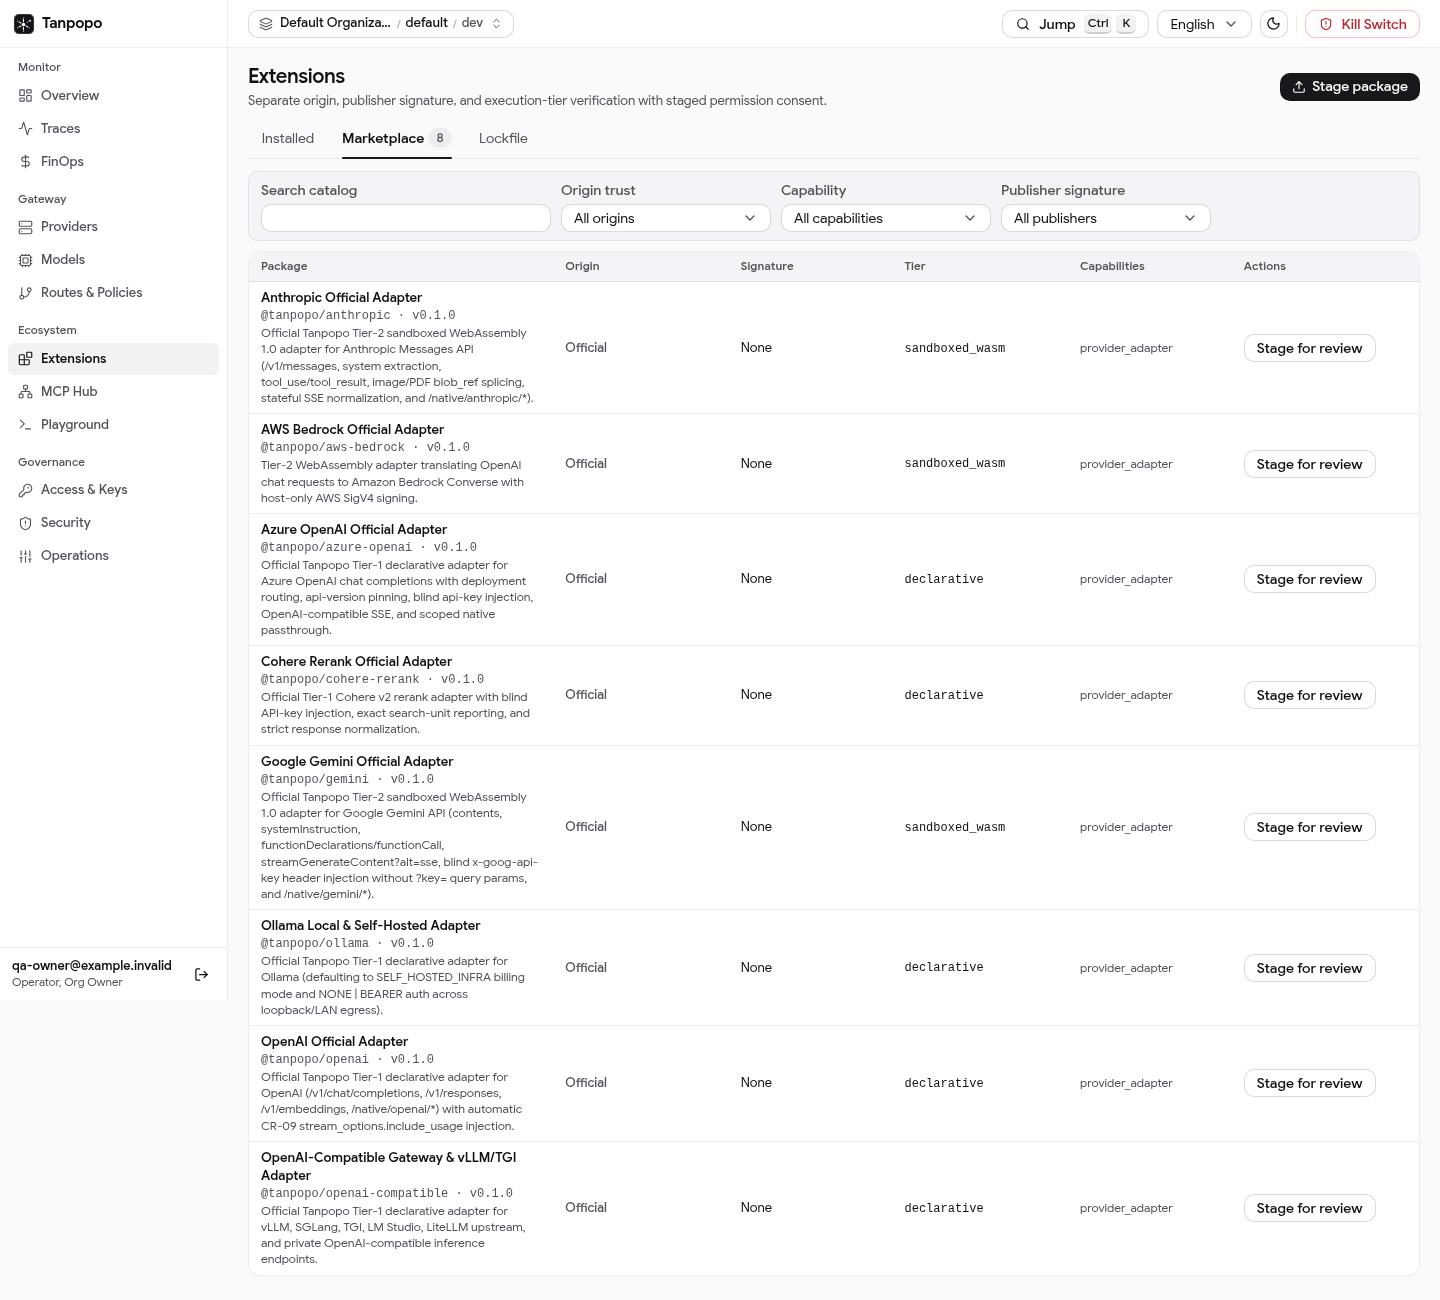 Tanpopo
Default Organiza... / default / dev
Jump Ctrl K
English
Kill Switch
Monitor
Overview
Traces
FinOps
Gateway
Providers
Models
Routes & Policies
Ecosystem
Extensions
MCP Hub
Playground
Governance
Access & Keys
Security
Operations
qa-owner@example.invalid
Operator, Org Owner
Extensions
Separate origin, publisher signature, and execution-tier verification with staged permission consent.
Stage package
Installed Marketplace 8 Lockfile
Search catalog Origin trust Capability Publisher signature
All origins All capabilities All publishers
Package Origin Signature Tier Capabilities Actions
Anthropic Official Adapter
@tanpopo/anthropic · v0.1.0
Official Tanpopo Tier-2 sandboxed WebAssembly
1.0 adapter for Anthropic Messages API
(/v1/messages, system extraction,
tool_use/tool_result, image/PDF blob_ref splicing,
stateful SSE normalization, and /native/anthropic/*).
Official None sandboxed_wasm provider_adapter Stage for review
AWS Bedrock Official Adapter
@tanpopo/aws-bedrock · v0.1.0
Tier-2 WebAssembly adapter translating OpenAI
chat requests to Amazon Bedrock Converse with
host-only AWS SigV4 signing.
Official None sandboxed_wasm provider_adapter Stage for review
Azure OpenAI Official Adapter
@tanpopo/azure-openai · v0.1.0
Official Tanpopo Tier-1 declarative adapter for
Azure OpenAI chat completions with deployment
routing, api-version pinning, blind api-key injection,
OpenAI-compatible SSE, and scoped native
passthrough.
Official None declarative provider_adapter Stage for review
Cohere Rerank Official Adapter
@tanpopo/cohere-rerank · v0.1.0
Official Tier-1 Cohere v2 rerank adapter with blind
API-key injection, exact search-unit reporting, and
strict response normalization.
Official None declarative provider_adapter Stage for review
Google Gemini Official Adapter
@tanpopo/gemini · v0.1.0
Official Tanpopo Tier-2 sandboxed WebAssembly
1.0 adapter for Google Gemini API (contents,
systemInstruction,
functionDeclarations/functionCall,
streamGenerateContent?alt=sse, blind x-goog-api-
key header injection without ?key= query params,
and /native/gemini/*).
Official None sandboxed_wasm provider_adapter Stage for review
Ollama Local & Self-Hosted Adapter
@tanpopo/ollama · v0.1.0
Official Tanpopo Tier-1 declarative adapter for
Ollama (defaulting to SELF_HOSTED_INFRA billing
mode and NONE | BEARER auth across
loopback/LAN egress).
Official None declarative provider_adapter Stage for review
OpenAI Official Adapter
@tanpopo/openai · v0.1.0
Official Tanpopo Tier-1 declarative adapter for
OpenAI (/v1/chat/completions, /v1/responses,
/v1/embeddings, /native/openai/*) with automatic
CR-09 stream_options.include_usage injection.
Official None declarative provider_adapter Stage for review
OpenAI-Compatible Gateway & vLLM/TGI
Adapter
@tanpopo/openai-compatible · v0.1.0
Official Tanpopo Tier-1 declarative adapter for
vLLM, SGLang, TGI, LM Studio, LiteLLM upstream,
and private OpenAI-compatible inference
endpoints.
Official None declarative provider_adapter Stage for review